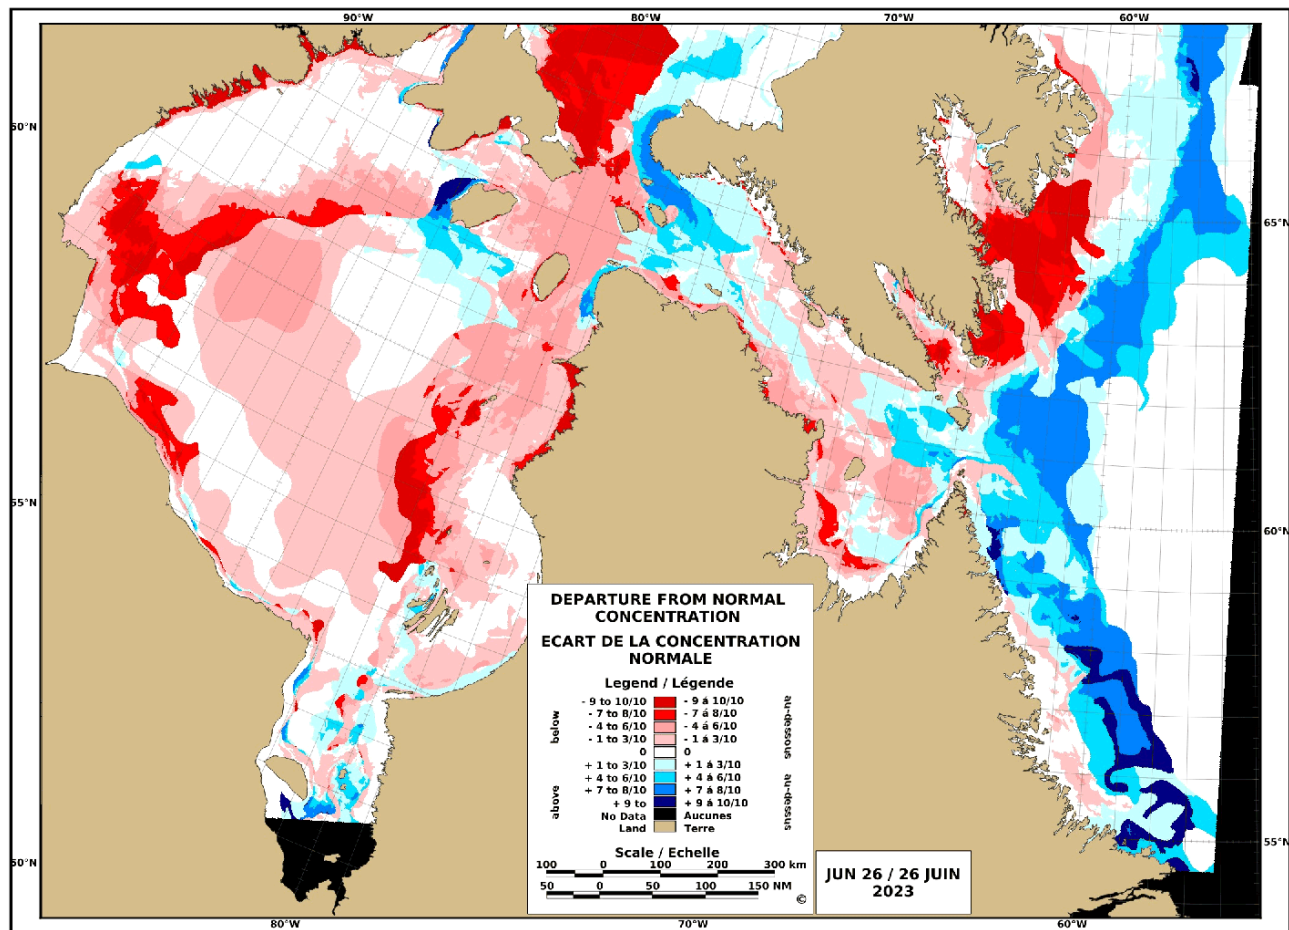 90°W 80°W 70°W 60°W
60°N
65°N
55°N
60°N
DEPARTURE FROM NORMAL
CONCENTRATION
ECART DE LA CONCENTRATION
NORMALE
Legend / Légende
below
au-dessous
- 9 to 10/10 - 9 á 10/10
- 7 to 8/10 - 7 á 8/10
- 4 to 6/10 - 4 á 6/10
- 1 to 3/10 - 1 á 3/10
0 0
above
au-dessus
+ 1 to 3/10 + 1 á 3/10
+ 4 to 6/10 + 4 á 6/10
+ 7 to 8/10 + 7 á 8/10
+ 9 to + 9 á 10/10
No Data Aucunes
Land Terre
Scale / Echelle
100 0 100 200 300 km
50 0 50 100 150 NM
©
JUN 26 / 26 JUIN
2023
55°N
50°N
80°W 70°W 60°W